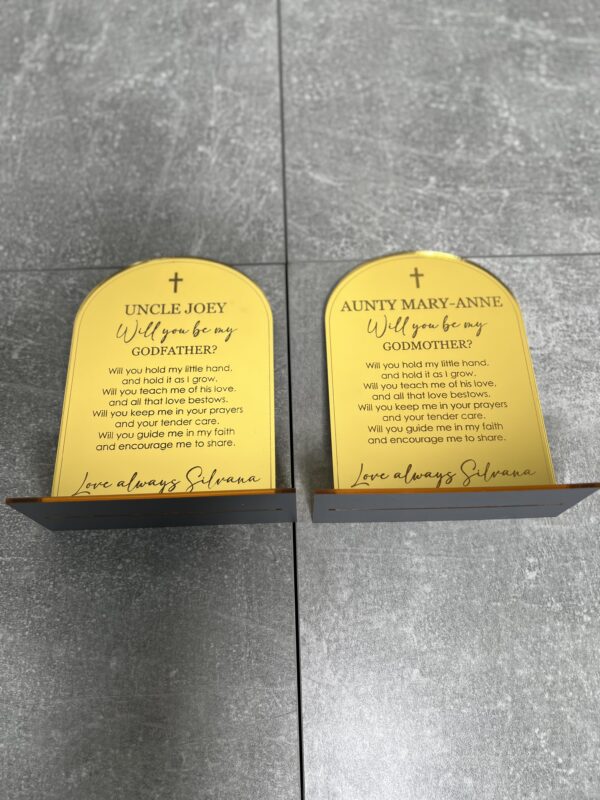 UNCLE JOEY
Will you be my
GODFATHER?
Will you hold my little hand,
and hold it as I grow.
Will you teach me of his love,
and all that love bestows.
Will you keep me in your prayers
and your tender care.
Will you guide me in my faith
and encourage me to share.
Love always Silvana
AUNTY MARY-ANNE
Will you be my
GODMOTHER?
Will you hold my little hand,
and hold it as I grow.
Will you teach me of his love,
and all that love bestows.
Will you keep me in your prayers
and your tender care.
Will you guide me in my faith
and encourage me to share.
Love always Silvana